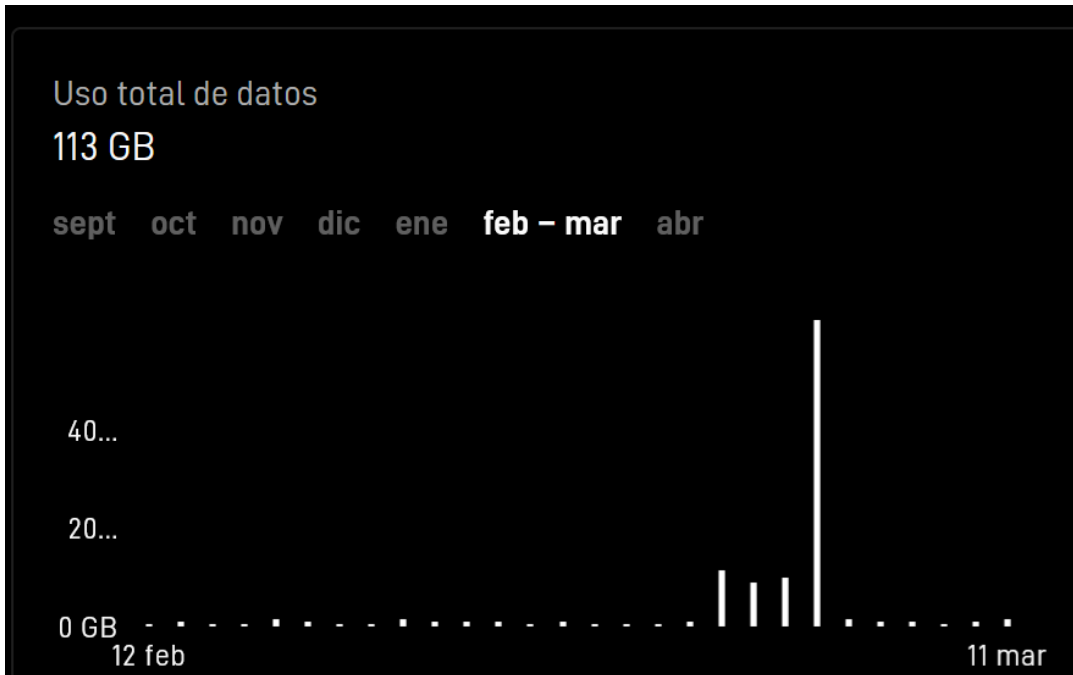 Uso total de datos
113 GB
sept oct nov dic ene feb – mar abr
40...
20...
0 GB
12 feb 11 mar